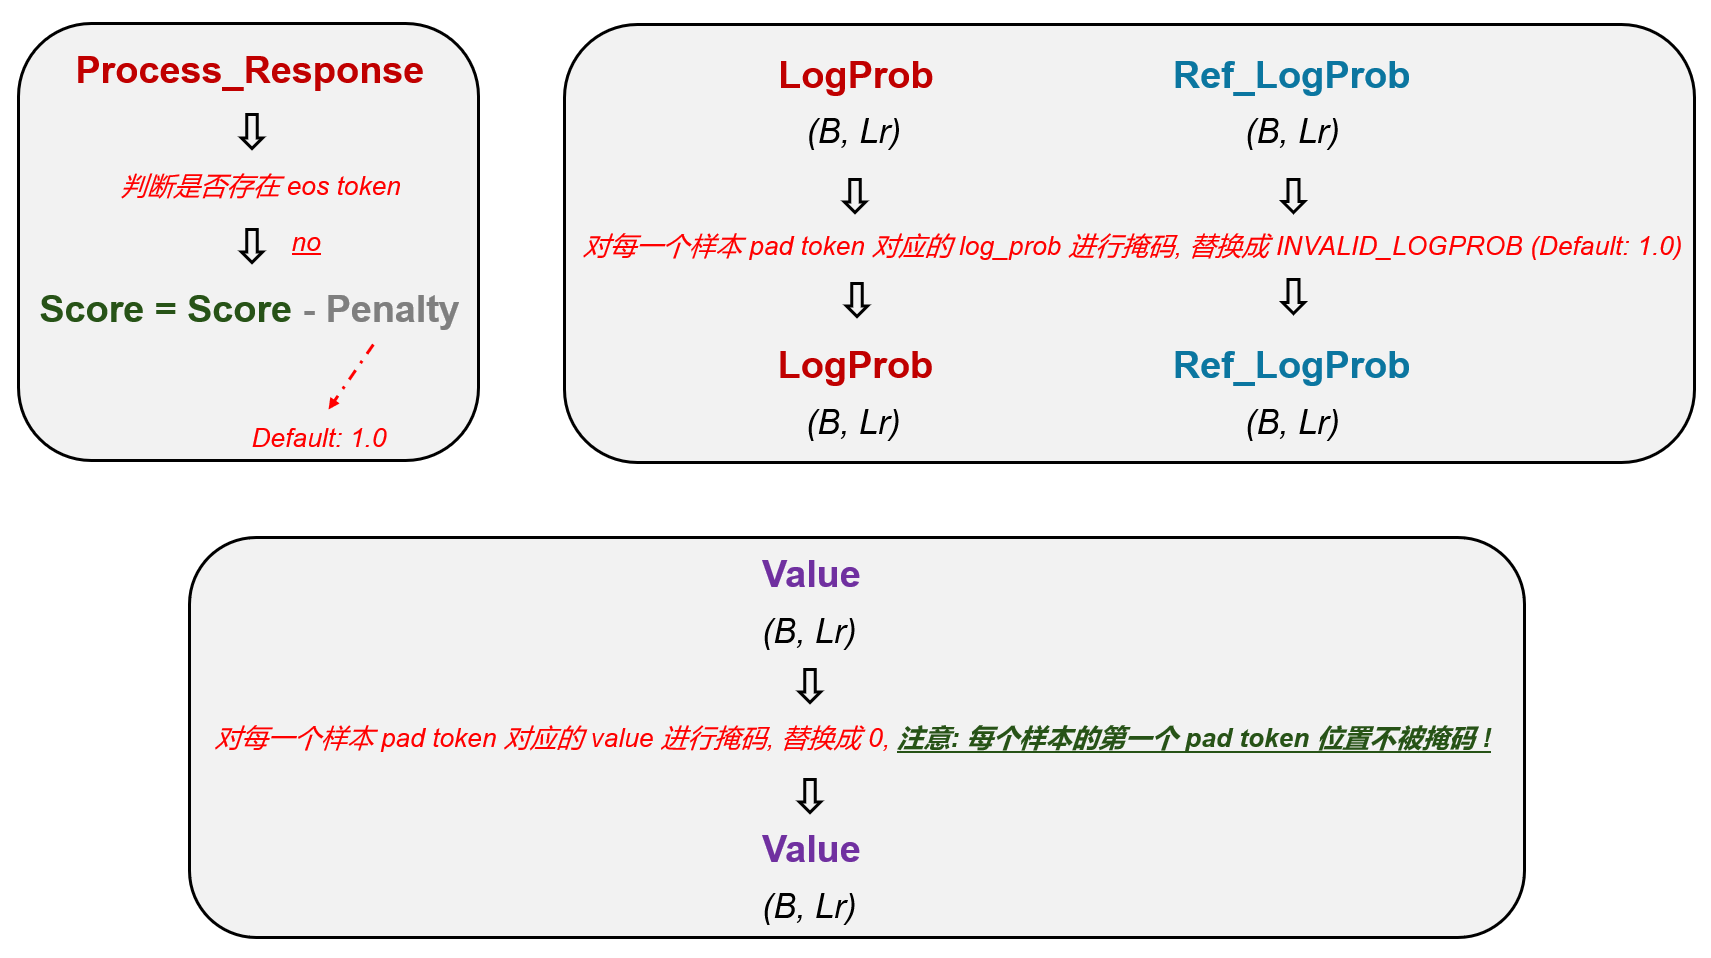 Process_Response
判断是否存在 eos token
no
Score = Score - Penalty
Default: 1.0
LogProb
Ref_LogProb
(B, Lr)
(B, Lr)
对每一个样本 pad token 对应的 log_prob 进行掩码, 替换成 INVALID_LOGPROB (Default: 1.0)
LogProb
Ref_LogProb
(B, Lr)
(B, Lr)
Value
(B, Lr)
对每一个样本 pad token 对应的 value 进行掩码, 替换成 0, 注意: 每个样本的第一个 pad token 位置不被掩码 !
Value
(B, Lr)